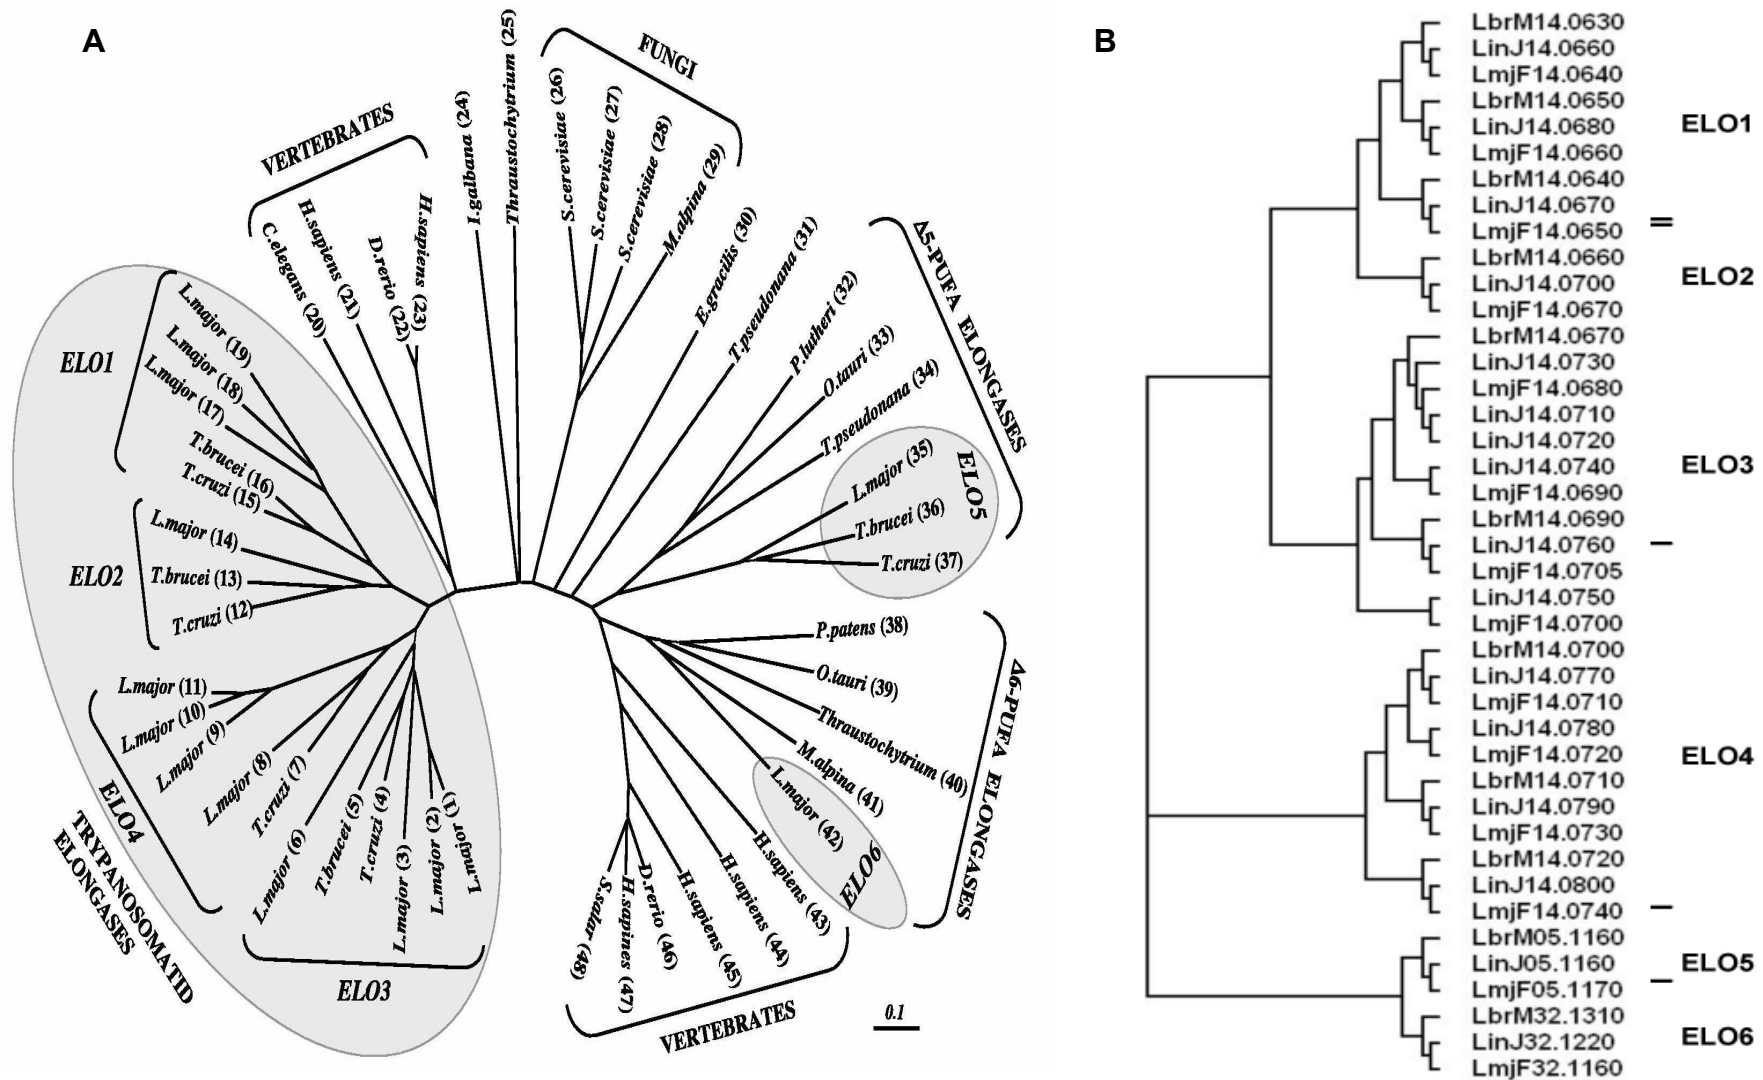 A
VERTEBRATES
FUNGI
Δ5-PUFA ELONGASES
Δ6-PUFA ELONGASES
VERTEBRATES
TRYPANOSOMATID
ELONGASES
ELO1
ELO2
ELO3
ELO4
ELO5
ELO6
L.major (1)
L.major (2)
L.major (3)
T.cruzi (4)
T.brucei (5)
L.major (6)
T.cruzi (7)
L.major (8)
L.major (9)
L.major (10)
L.major (11)
T.cruzi (12)
T.brucei (13)
L.major (14)
T.cruzi (15)
T.brucei (16)
L.major (17)
L.major (18)
L.major (19)
C.elegans (20)
H.sapiens (21)
D.rerio (22)
H.sapiens (23)
I.galbana (24)
Thraustochytrium (25)
S.cerevisiae (26)
S.cerevisiae (27)
S.cerevisiae (28)
M.alpina (29)
E.gracilis (30)
T.pseudonana (31)
P.lutheri (32)
O.tauri (33)
T.pseudonana (34)
L.major (35)
T.brucei (36)
T.cruzi (37)
P.patens (38)
O.tauri (39)
Thraustochytrium (40)
M.alpina (41)
L.major (42)
H.sapiens (43)
H.sapiens (44)
H.sapiens (45)
D.rerio (46)
H.sapines (47)
S.salar (48)
0.1
B
LbrM14.0630
LinJ14.0660
LmjF14.0640
LbrM14.0650
LinJ14.0680
LmjF14.0660
LbrM14.0640
LinJ14.0670
LmjF14.0650
LbrM14.0660
LinJ14.0700
LmjF14.0670
LbrM14.0670
LinJ14.0730
LmjF14.0680
LinJ14.0710
LinJ14.0720
LinJ14.0740
LmjF14.0690
LbrM14.0690
LinJ14.0760
LmjF14.0705
LinJ14.0750
LmjF14.0700
LbrM14.0700
LinJ14.0770
LmjF14.0710
LinJ14.0780
LmjF14.0720
LbrM14.0710
LinJ14.0790
LmjF14.0730
LbrM14.0720
LinJ14.0800
LmjF14.0740
LbrM05.1160
LinJ05.1160
LmjF05.1170
LbrM32.1310
LinJ32.1220
LmjF32.1160
ELO1
ELO2
ELO3
ELO4
ELO5
ELO6